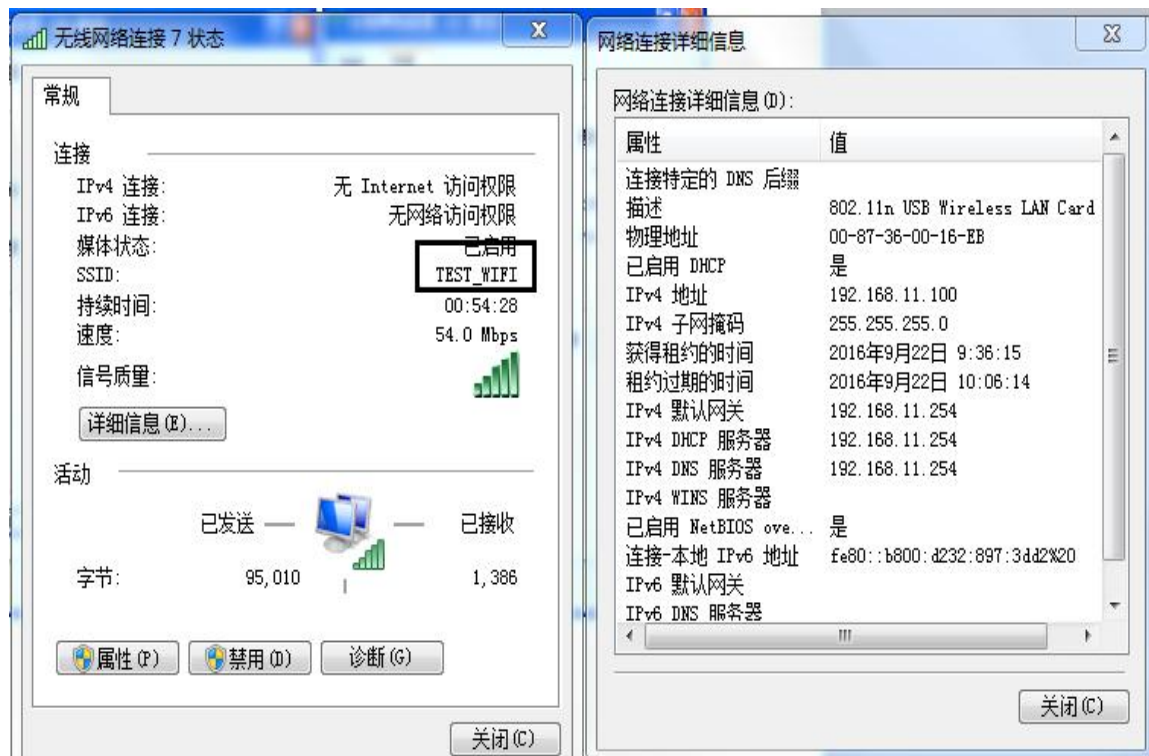 无线网络连接 7 状态
常规
连接
IPv4 连接: 无 Internet 访问权限
IPv6 连接: 无网络访问权限
媒体状态: 已启用
SSID: TEST_WIFI
持续时间: 00:54:28
速度: 54.0 Mbps
信号质量:
详细信息(E)...
活动
已发送 — — 已接收
字节: 95,010 1,386
属性(P) 禁用(D) 诊断(G)
关闭(C)
网络连接详细信息
网络连接详细信息(D):
属性 值
连接特定的 DNS 后缀
描述 802.11n USB Wireless LAN Card
物理地址 00-87-36-00-16-EB
已启用 DHCP 是
IPv4 地址 192.168.11.100
IPv4 子网掩码 255.255.255.0
获得租约的时间 2016年9月22日 9:36:15
租约过期的时间 2016年9月22日 10:06:14
IPv4 默认网关 192.168.11.254
IPv4 DHCP 服务器 192.168.11.254
IPv4 DNS 服务器 192.168.11.254
IPv4 WINS 服务器
已启用 NetBIOS ove... 是
连接-本地 IPv6 地址 fe80::b800:d232:897:3dd2%20
IPv6 默认网关
IPv6 DNS 服务器
关闭(C)